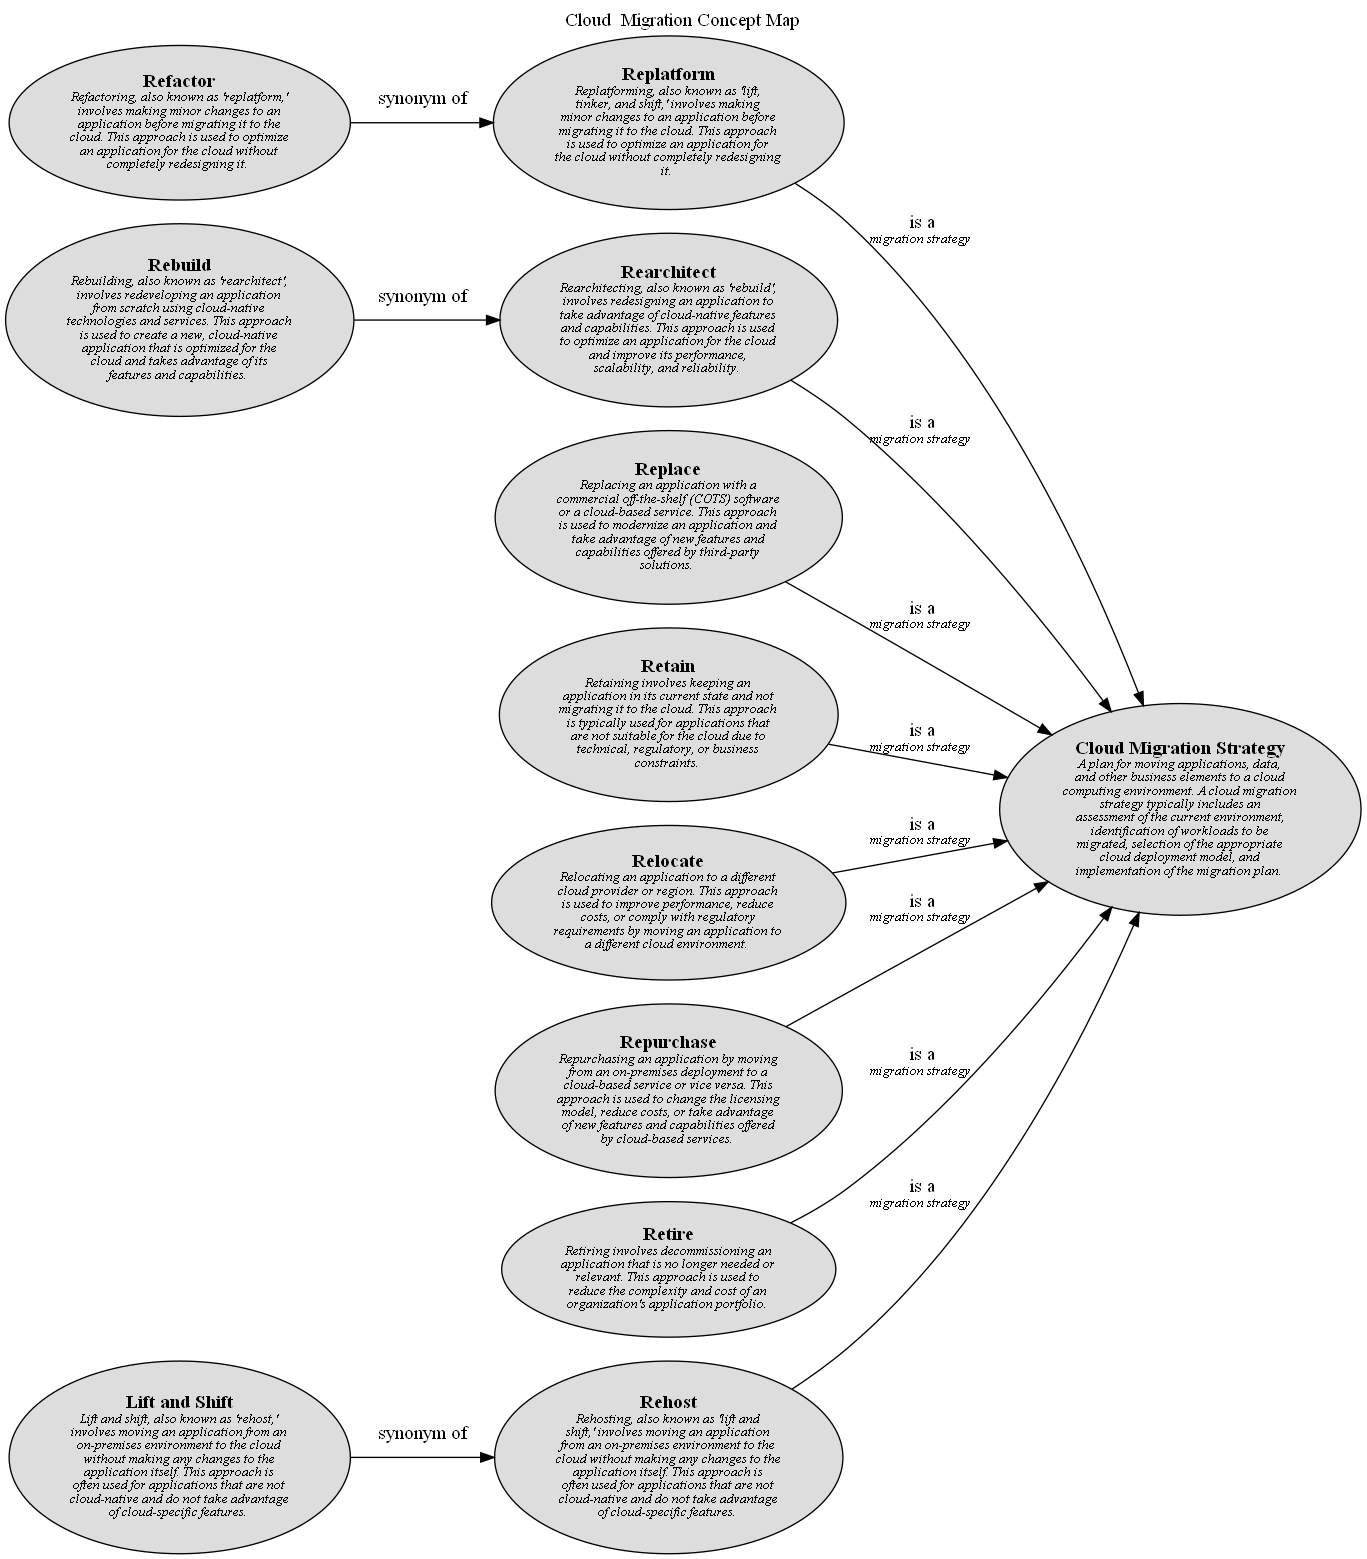 Cloud  Migration Concept Map
Refactor
Refactoring, also known as 'replatform,'
involves making minor changes to an
application before migrating it to the
cloud. This approach is used to optimize
an application for the cloud without
completely redesigning it.
synonym of
Replatform
Replatforming, also known as 'lift,
tinker, and shift,' involves making
minor changes to an application before
migrating it to the cloud. This approach
is used to optimize an application for
the cloud without completely redesigning
it.
is a
migration strategy
Rebuild
Rebuilding, also known as 'rearchitect',
involves redeveloping an application
from scratch using cloud-native
technologies and services. This approach
is used to create a new, cloud-native
application that is optimized for the
cloud and takes advantage of its
features and capabilities.
synonym of
Rearchitect
Rearchitecting, also known as 'rebuild',
involves redesigning an application to
take advantage of cloud-native features
and capabilities. This approach is used
to optimize an application for the cloud
and improve its performance,
scalability, and reliability.
is a
migration strategy
Replace
Replacing an application with a
commercial off-the-shelf (COTS) software
or a cloud-based service. This approach
is used to modernize an application and
take advantage of new features and
capabilities offered by third-party
solutions.
is a
migration strategy
Retain
Retaining involves keeping an
application in its current state and not
migrating it to the cloud. This approach
is typically used for applications that
are not suitable for the cloud due to
technical, regulatory, or business
constraints.
is a
migration strategy
Cloud Migration Strategy
A plan for moving applications, data,
and other business elements to a cloud
computing environment. A cloud migration
strategy typically includes an
assessment of the current environment,
identification of workloads to be
migrated, selection of the appropriate
cloud deployment model, and
implementation of the migration plan.
Relocate
Relocating an application to a different
cloud provider or region. This approach
is used to improve performance, reduce
costs, or comply with regulatory
requirements by moving an application to
a different cloud environment.
is a
migration strategy
Repurchase
Repurchasing an application by moving
from an on-premises deployment to a
cloud-based service or vice versa. This
approach is used to change the licensing
model, reduce costs, or take advantage
of new features and capabilities offered
by cloud-based services.
is a
migration strategy
Retire
Retiring involves decommissioning an
application that is no longer needed or
relevant. This approach is used to
reduce the complexity and cost of an
organization's application portfolio.
is a
migration strategy
Lift and Shift
Lift and shift, also known as 'rehost,'
involves moving an application from an
on-premises environment to the cloud
without making any changes to the
application itself. This approach is
often used for applications that are not
cloud-native and do not take advantage
of cloud-specific features.
synonym of
Rehost
Rehosting, also known as 'lift and
shift,' involves moving an application
from an on-premises environment to the
cloud without making any changes to the
application itself. This approach is
often used for applications that are not
cloud-native and do not take advantage
of cloud-specific features.
is a
migration strategy